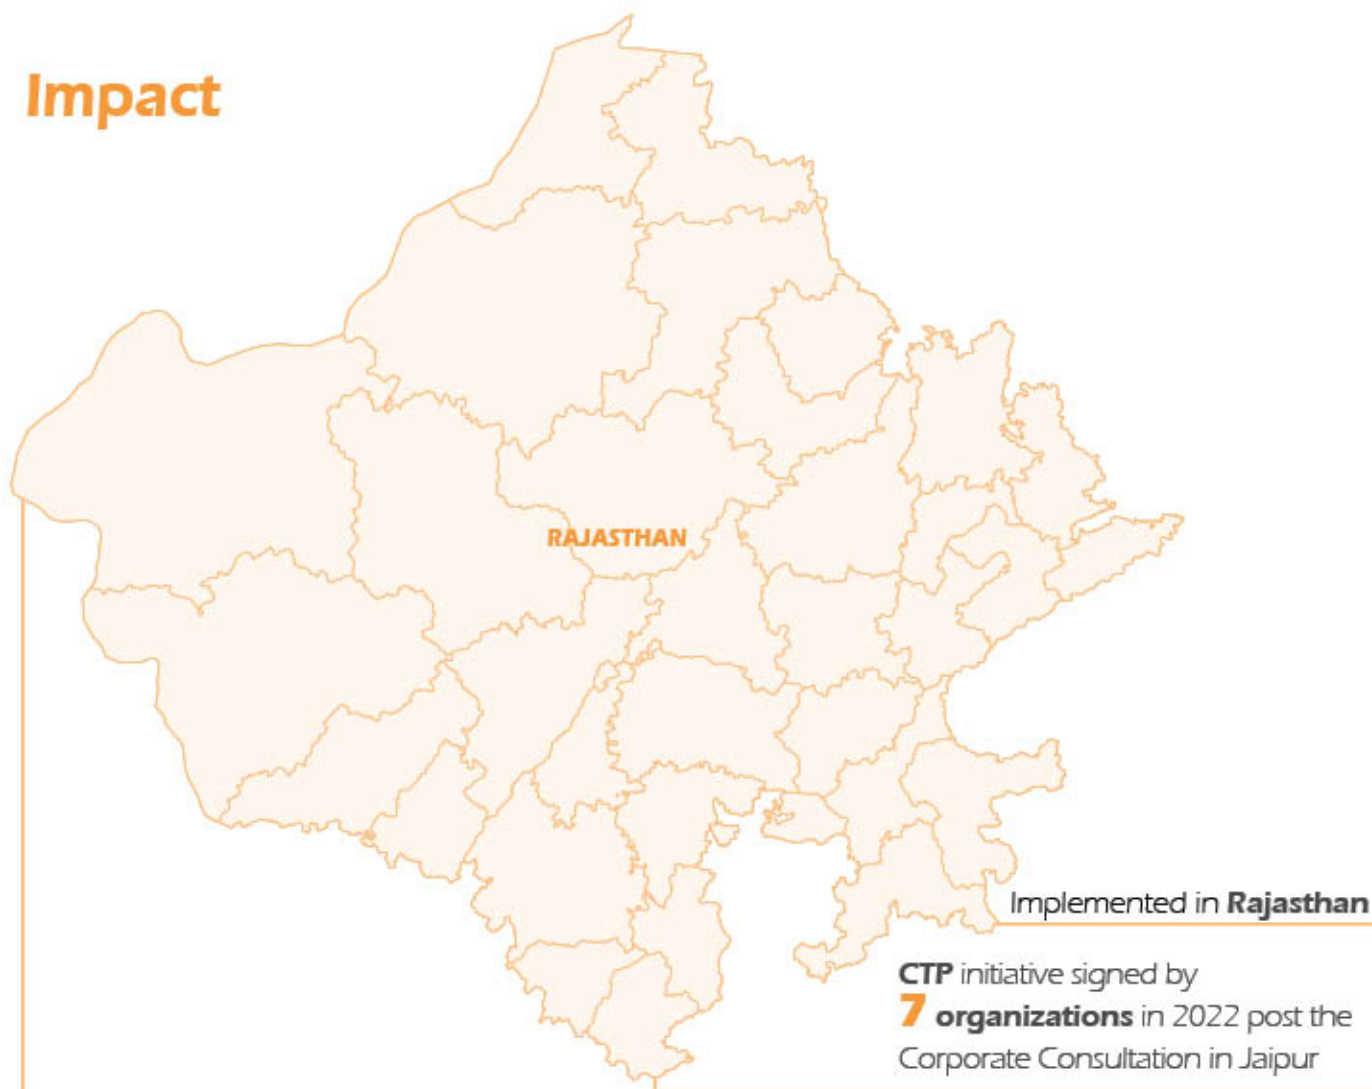 Impact
RAJASTHAN
Implemented in Rajasthan
CTP initiative signed by
7 organizations in 2022 post the
Corporate Consultation in Jaipur